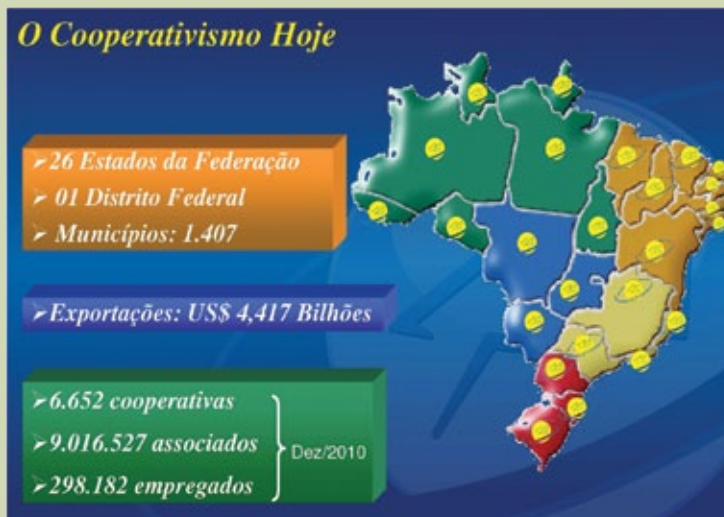 O Cooperativismo Hoje
➢ 26 Estados da Federação
➢ 01 Distrito Federal
➢ Municípios: 1.407
➢ Exportações: US$ 4,417 Bilhões
➢ 6.652 cooperativas
➢ 9.016.527 associados
➢ 298.182 empregados
Dez/2010